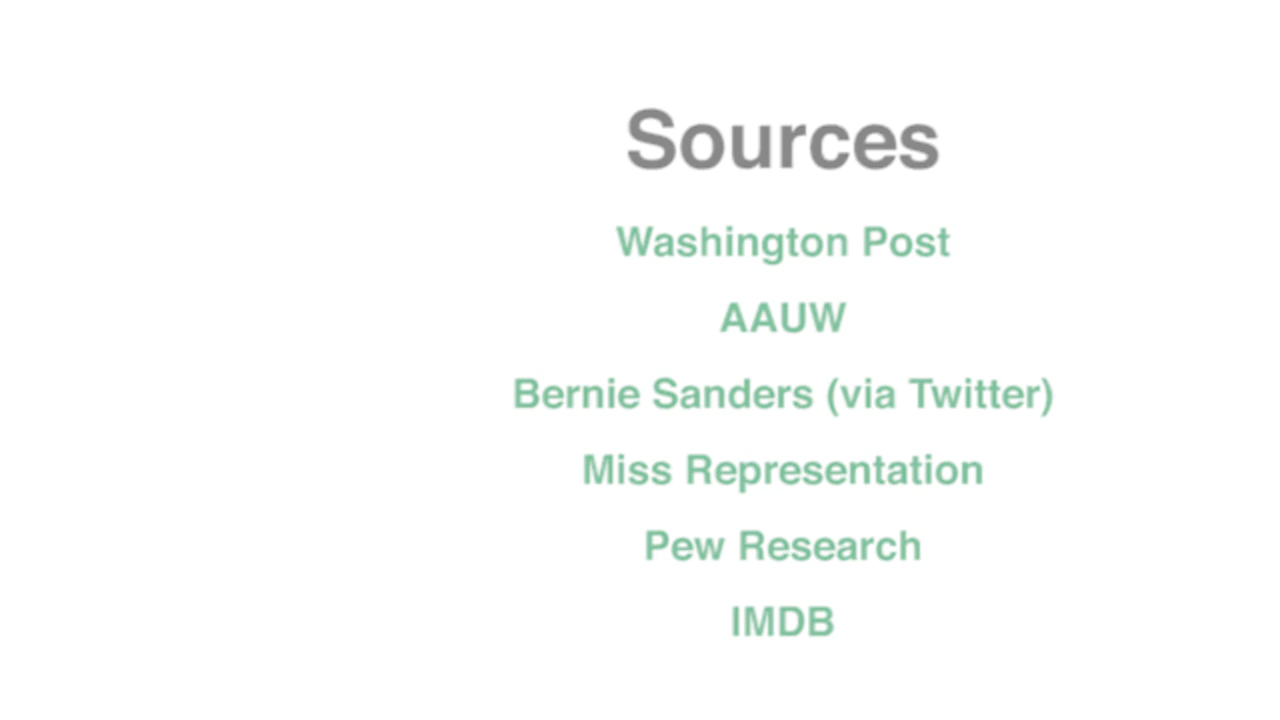 Sources
Washington Post
AAUW
Bernie Sanders (via Twitter)
Miss Representation
Pew Research
IMDB